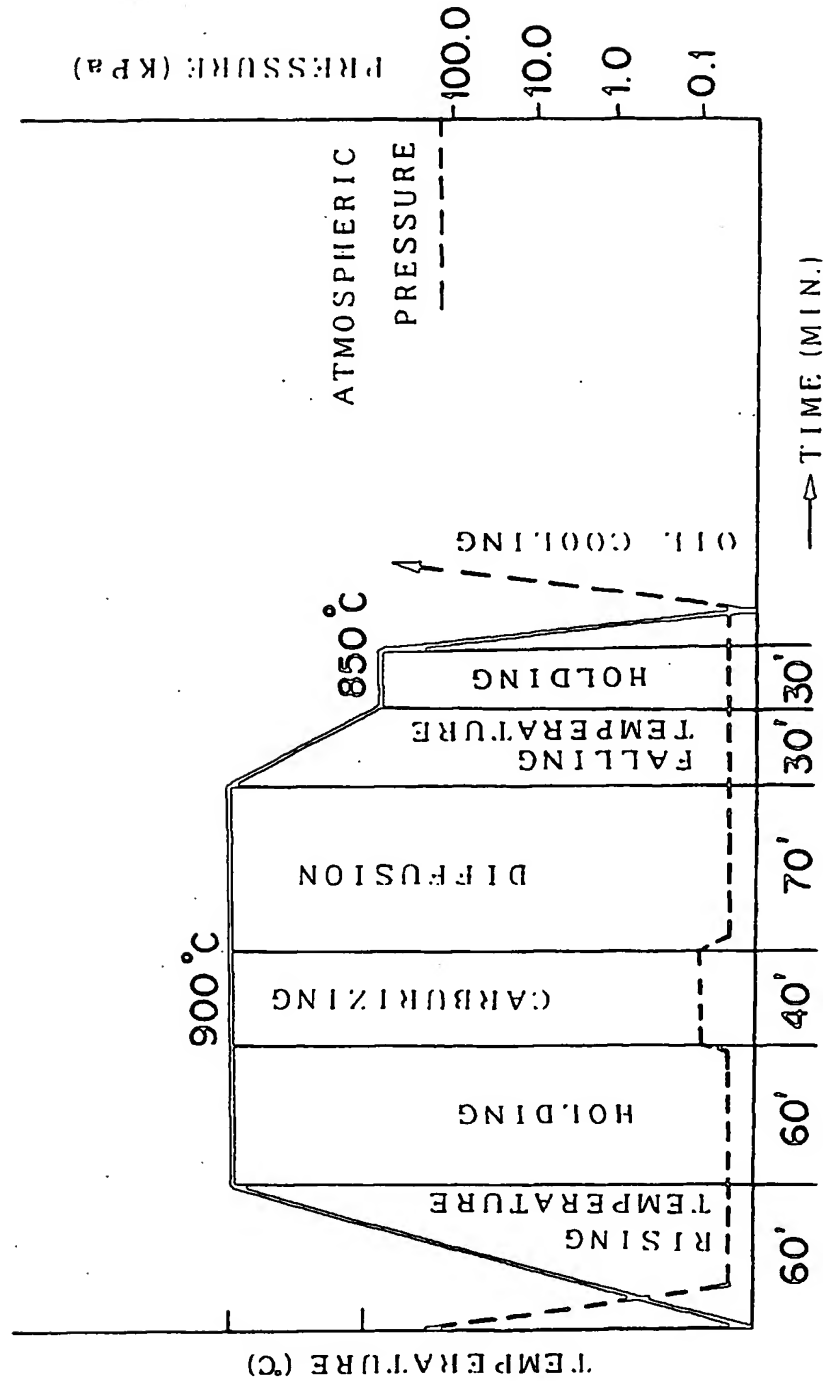 TEMPERATURE (°C)
PRESSURE (KPa)
100.0
10.0
1.0
0.1
ATMOSPHERIC
PRESSURE
900°C
850°C
RISING
TEMPERATURE
HOLDING
CARBURIZING
DIFFUSION
FALLING
TEMPERATURE
HOLDING
OIL COOLING
60' 60' 40' 70' 30' 30'
TIME (MIN.)